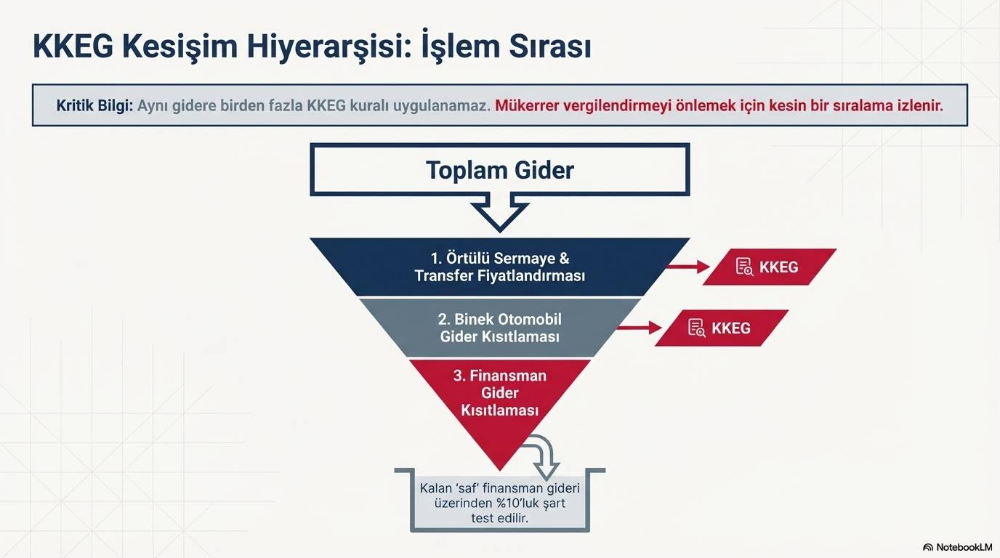 KKEG Kesişim Hiyerarşisi: İşlem Sırası
Kritik Bilgi: Aynı gidere birden fazla KKEG kuralı uygulanamaz. Mükerrer vergilendirmeyi önlemek için kesin bir sıralama izlenir.
Toplam Gider
1. Örtülü Sermaye &
Transfer Fiyatlandırması
KKEG
2. Binek Otomobil
Gider Kısıtlaması
KKEG
3. Finansman
Gider
Kısıtlaması
Kalan ‘saf’ finansman gideri
üzerinden %10’luk şart
test edilir.
NotebookLM